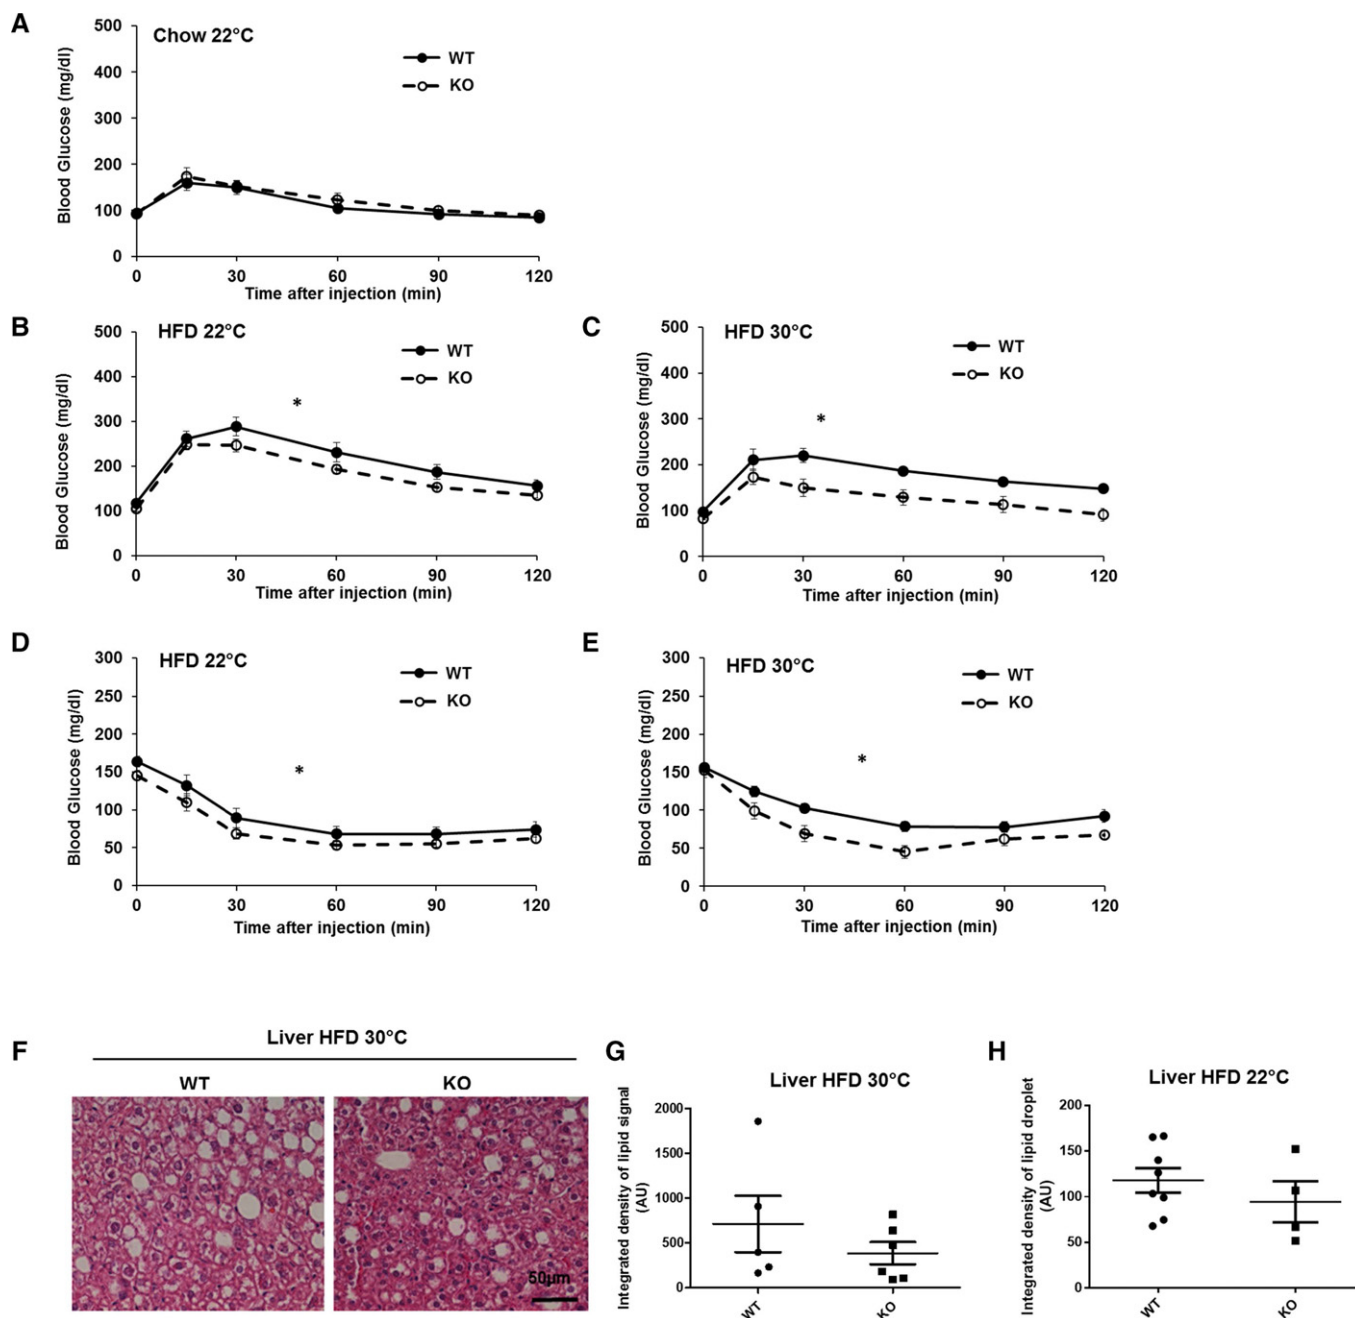 A
Chow 22°C
WT
KO
Blood Glucose (mg/dl)
500
400
300
200
100
0
0 30 60 90 120
Time after injection (min)
B
HFD 22°C
WT
KO
*
Blood Glucose (mg/dl)
500
400
300
200
100
0
0 30 60 90 120
Time after injection (min)
C
HFD 30°C
WT
KO
*
Blood Glucose (mg/dl)
500
400
300
200
100
0
0 30 60 90 120
Time after injection (min)
D
HFD 22°C
WT
KO
*
Blood Glucose (mg/dl)
300
250
200
150
100
50
0
0 30 60 90 120
Time after injection (min)
E
HFD 30°C
WT
KO
*
Blood Glucose (mg/dl)
300
250
200
150
100
50
0
0 30 60 90 120
Time after injection (min)
F
Liver HFD 30°C
WT KO
50μm
G
Liver HFD 30°C
Integrated density of lipid signal
(AU)
2000
1500
1000
500
0
WT KO
H
Liver HFD 22°C
Integrated density of lipid droplet
(AU)
200
150
100
50
0
WT KO